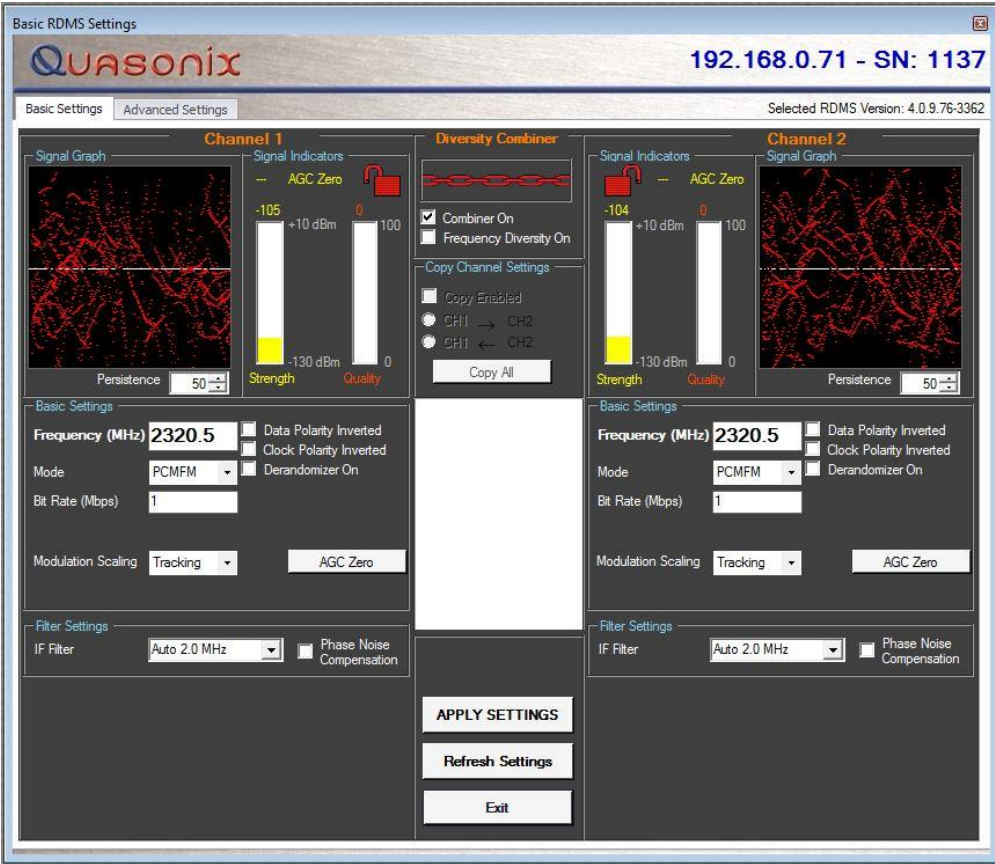 Basic RDMS Settings
Quasonix
192.168.0.71 - SN: 1137
Basic Settings
Advanced Settings
Selected RDMS Version: 4.0.9.76-3362
Channel 1
Signal Graph
Persistence
50
Signal Indicators
--- AGC Zero
-105
0
+10 dBm
100
-130 dBm
0
Strength
Quality
Basic Settings
Frequency (MHz) 2320.5
Data Polarity Inverted
Clock Polarity Inverted
Mode PCMFM
Derandomizer On
Bit Rate (Mbps) 1
Modulation Scaling Tracking
AGC Zero
Filter Settings
IF Filter Auto 2.0 MHz
Phase Noise
Compensation
Diversity Combiner
Combiner On
Frequency Diversity On
Copy Channel Settings
Copy Enabled
CH1 → CH2
CH1 ← CH2
Copy All
APPLY SETTINGS
Refresh Settings
Exit
Channel 2
Signal Indicators
--- AGC Zero
-104
0
+10 dBm
100
-130 dBm
0
Strength
Quality
Signal Graph
Persistence
50
Basic Settings
Frequency (MHz) 2320.5
Data Polarity Inverted
Clock Polarity Inverted
Mode PCMFM
Derandomizer On
Bit Rate (Mbps) 1
Modulation Scaling Tracking
AGC Zero
Filter Settings
IF Filter Auto 2.0 MHz
Phase Noise
Compensation